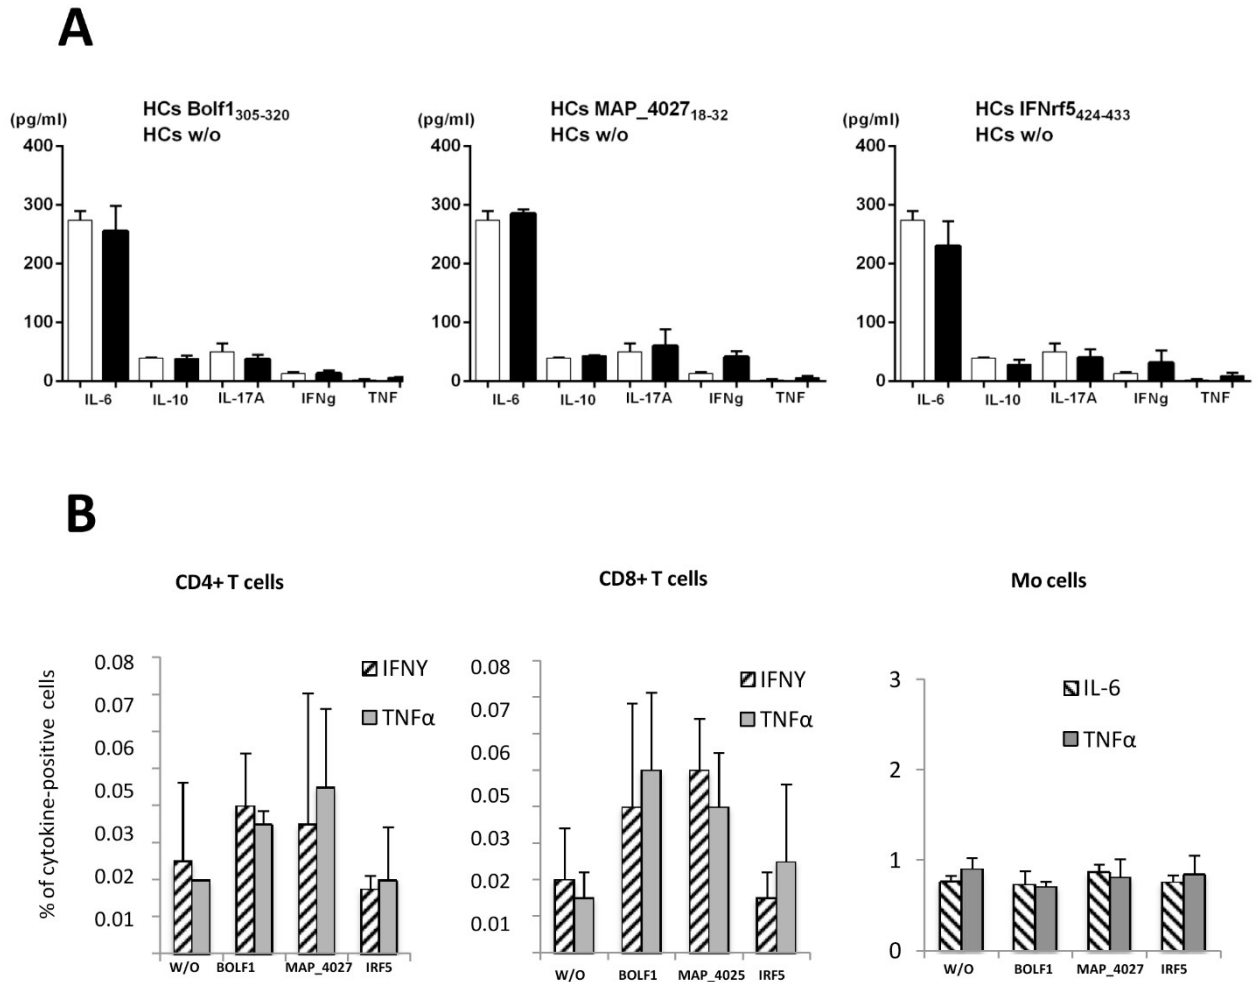 A
HCs Bolf1305-320
HCs w/o
(pg/ml)
400
300
200
100
0
IL-6 IL-10 IL-17A IFNg TNF
HCs MAP_402718-32
HCs w/o
(pg/ml)
400
300
200
100
0
IL-6 IL-10 IL-17A IFNg TNF
HCs IFNrf5424-433
HCs w/o
(pg/ml)
400
300
200
100
0
IL-6 IL-10 IL-17A IFNg TNF
B
CD4+ T cells
% of cytokine-positive cells
0.08
0.07
0.06
0.05
0.03
0.02
0.01
IFNY
TNFα
W/O BOLF1 MAP_4027 IRF5
CD8+ T cells
0.08
0.07
0.06
0.05
0.03
0.02
0.01
IFNY
TNFα
W/O BOLF1 MAP_4025 IRF5
Mo cells
3
2
1
0
IL-6
TNFα
W/O BOLF1 MAP_4027 IRF5